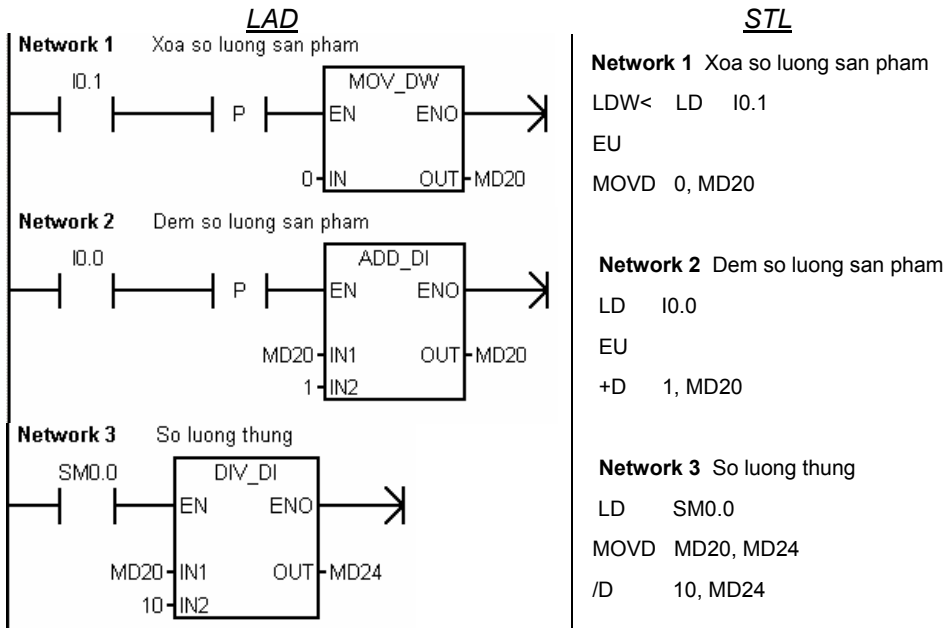 LAD
Network 1 Xoa so luong san pham
I0.1
P
MOV_DW
EN ENO
0 IN OUT MD20
Network 2 Dem so luong san pham
I0.0
P
ADD_DI
EN ENO
MD20 IN1 OUT MD20
1 IN2
Network 3 So luong thung
SM0.0
DIV_DI
EN ENO
MD20 IN1 OUT MD24
10 IN2
STL
Network 1 Xoa so luong san pham
LDW< LD I0.1
EU
MOVD 0, MD20
Network 2 Dem so luong san pham
LD I0.0
EU
+D 1, MD20
Network 3 So luong thung
LD SM0.0
MOVD MD20, MD24
/D 10, MD24